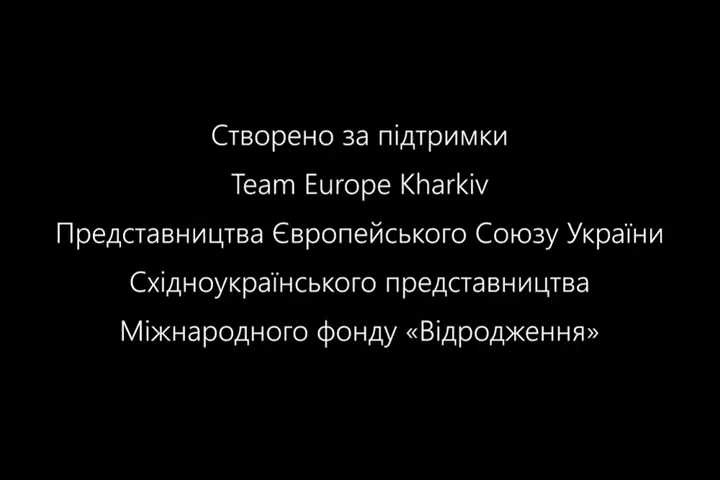 Створено за підтримки
Team Europe Kharkiv
Представництва Європейського Союзу України
Східноукраїнського представництва
Міжнародного фонду «Відродження»